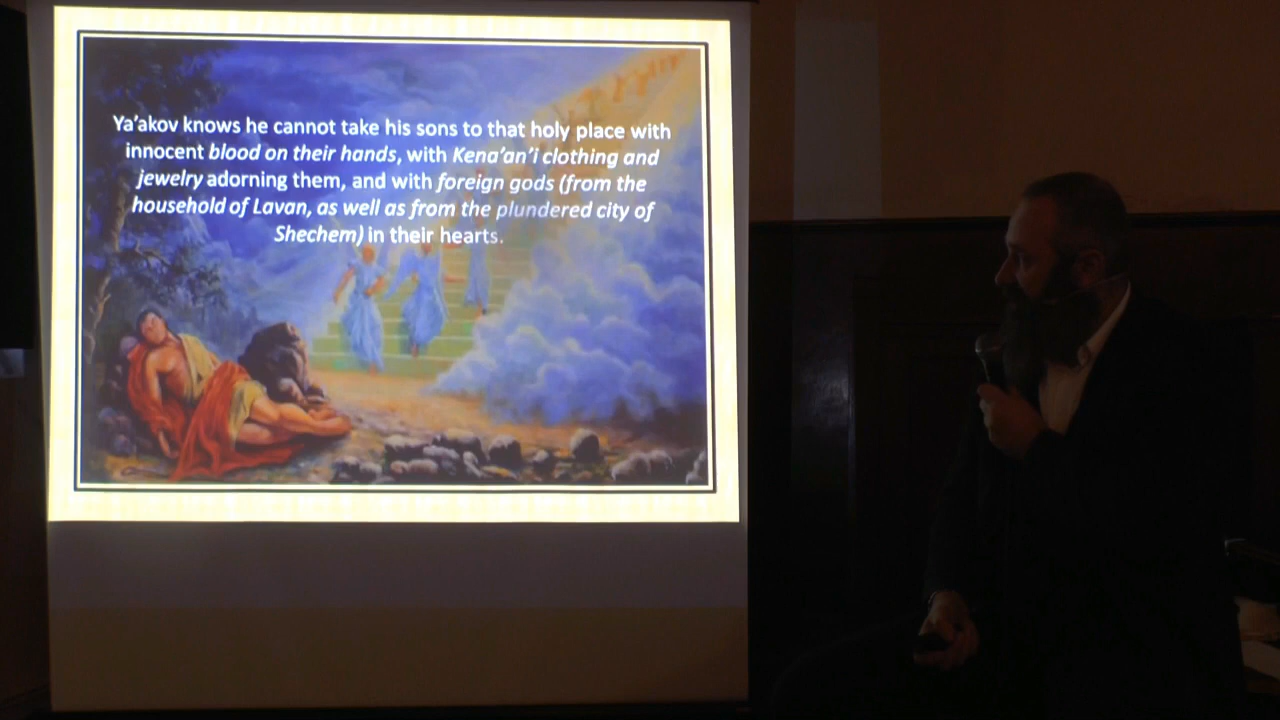 Ya'akov knows he cannot take his sons to that holy place with
innocent blood on their hands, with Kena'an'i clothing and
jewelry adorning them, and with foreign gods (from the
household of Lavan, as well as from the plundered city of
Shechem) in their hearts.